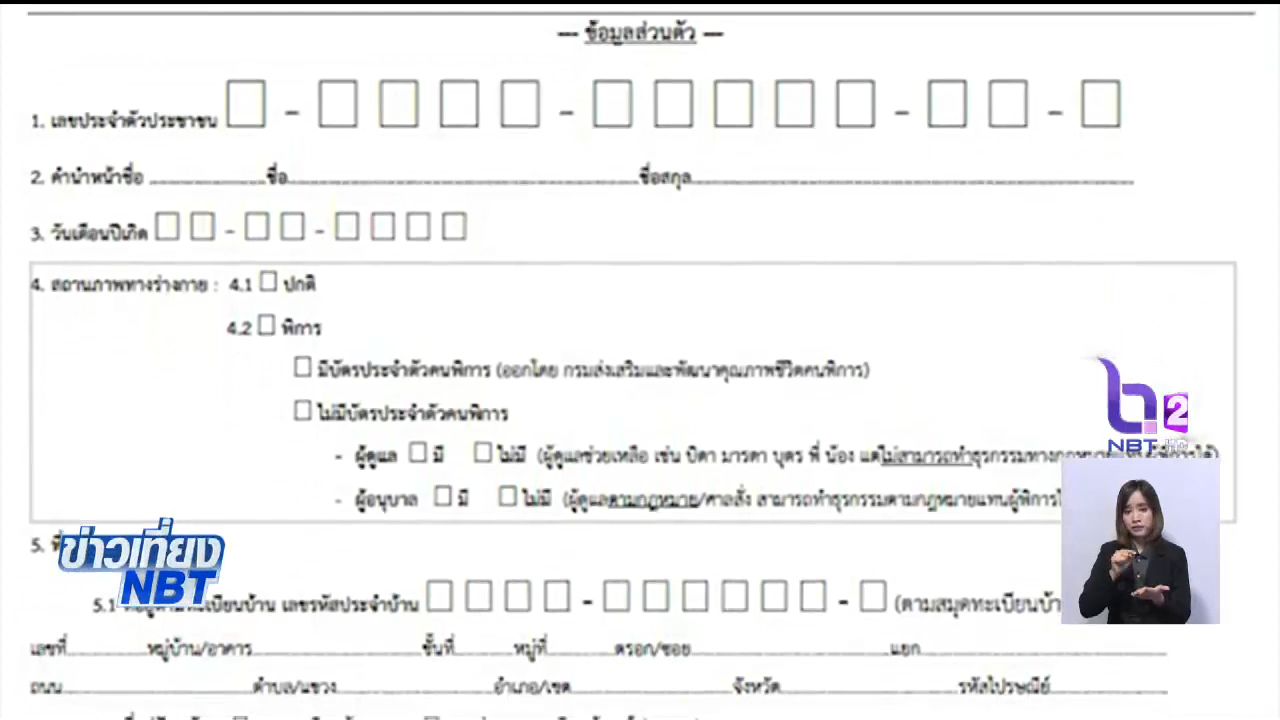 --- ข้อมูลส่วนตัว ---
1. เลขประจำตัวประชาชน - - - -
2. คำนำหน้าชื่อ ชื่อ ชื่อสกุล
3. วันเดือนปีเกิด - -
4. สถานภาพทางร่างกาย : 4.1 ปกติ
4.2 พิการ
มีบัตรประจำตัวคนพิการ (ออกโดย กรมส่งเสริมและพัฒนาคุณภาพชีวิตคนพิการ)
ไม่มีบัตรประจำตัวคนพิการ
- ผู้ดูแล มี ไม่มี (ผู้ดูแลช่วยเหลือ เช่น บิดา มารดา บุตร พี่ น้อง แต่ไม่สามารถทำธุรกรรมทางกฎหมาย
- ผู้อนุบาล มี ไม่มี (ผู้ดูแลตามกฎหมาย/ศาลสั่ง สามารถทำธุรกรรมตามกฎหมายแทนผู้พิการ
2
NBT HD
5.
ข่าวเที่ยง
NBT
5.1 เลขรหัสประจำบ้าน - - (ตามสมุดทะเบียนบ้า
เลขที่ หมู่บ้าน/อาคาร ชั้นที่ หมู่ที่ ตรอก/ซอย แยก
ถนน ตำบล/แขวง อำเภอ/เขต จังหวัด รหัสไปรษณีย์